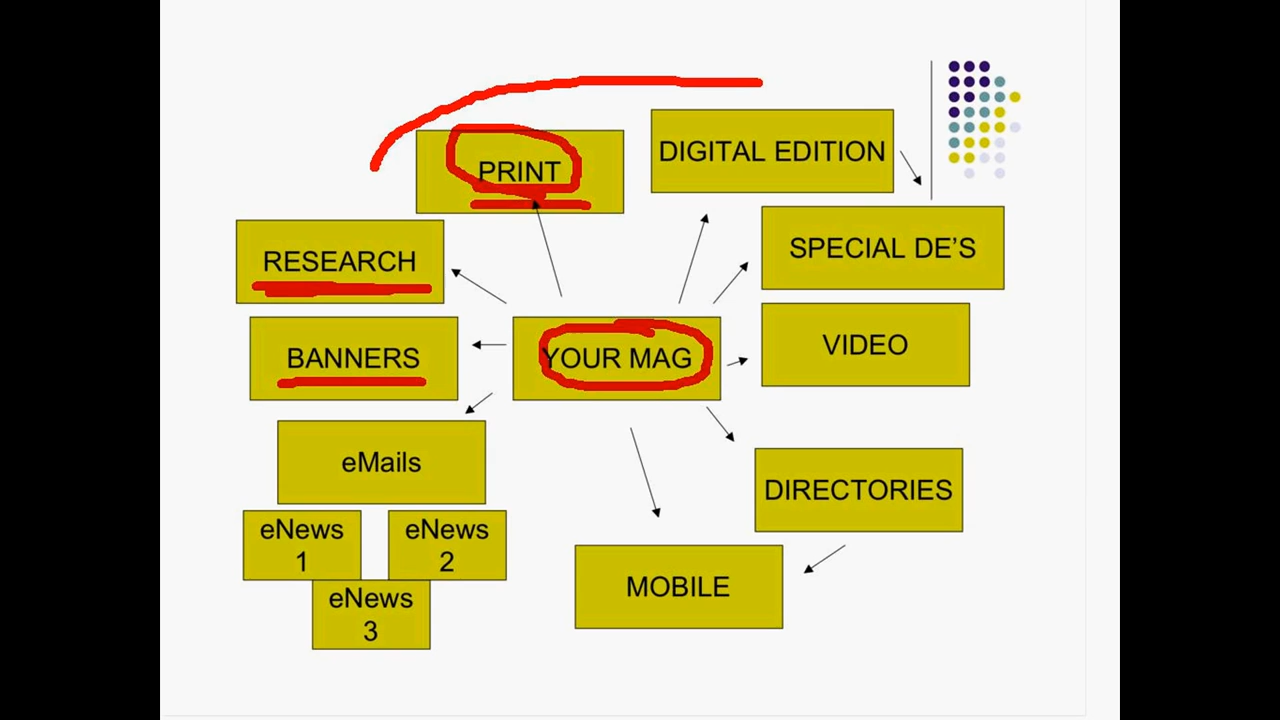 PRINT
DIGITAL EDITION
RESEARCH
SPECIAL DE'S
BANNERS
YOUR MAG
VIDEO
eMails
DIRECTORIES
eNews
1
eNews
2
eNews
3
MOBILE